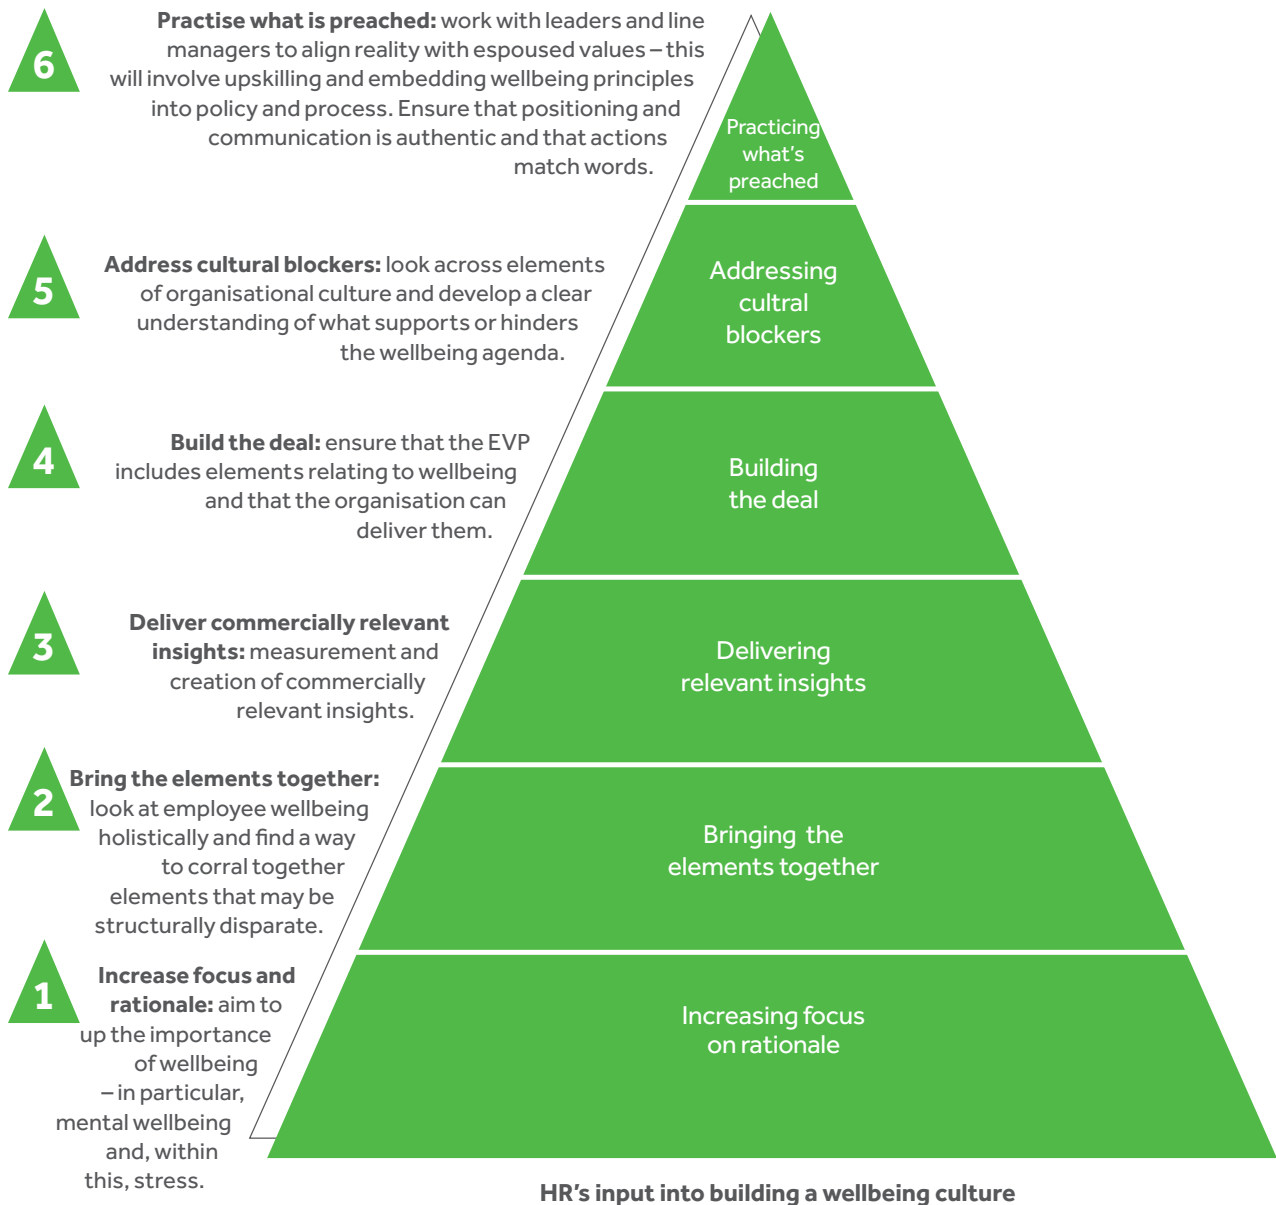 6
Practise what is preached: work with leaders and line
managers to align reality with espoused values – this
will involve upskilling and embedding wellbeing principles
into policy and process. Ensure that positioning and
communication is authentic and that actions
match words.
Practicing
what's
preached
5
Address cultural blockers: look across elements
of organisational culture and develop a clear
understanding of what supports or hinders
the wellbeing agenda.
Addressing
cultral
blockers
4
Build the deal: ensure that the EVP
includes elements relating to wellbeing
and that the organisation can
deliver them.
Building
the deal
3
Deliver commercially relevant
insights: measurement and
creation of commercially
relevant insights.
Delivering
relevant insights
2
Bring the elements together:
look at employee wellbeing
holistically and find a way
to corral together
elements that may be
structurally disparate.
Bringing the
elements together
1
Increase focus and
rationale: aim to
up the importance
of wellbeing
– in particular,
mental wellbeing
and, within
this, stress.
Increasing focus
on rationale
HR's input into building a wellbeing culture